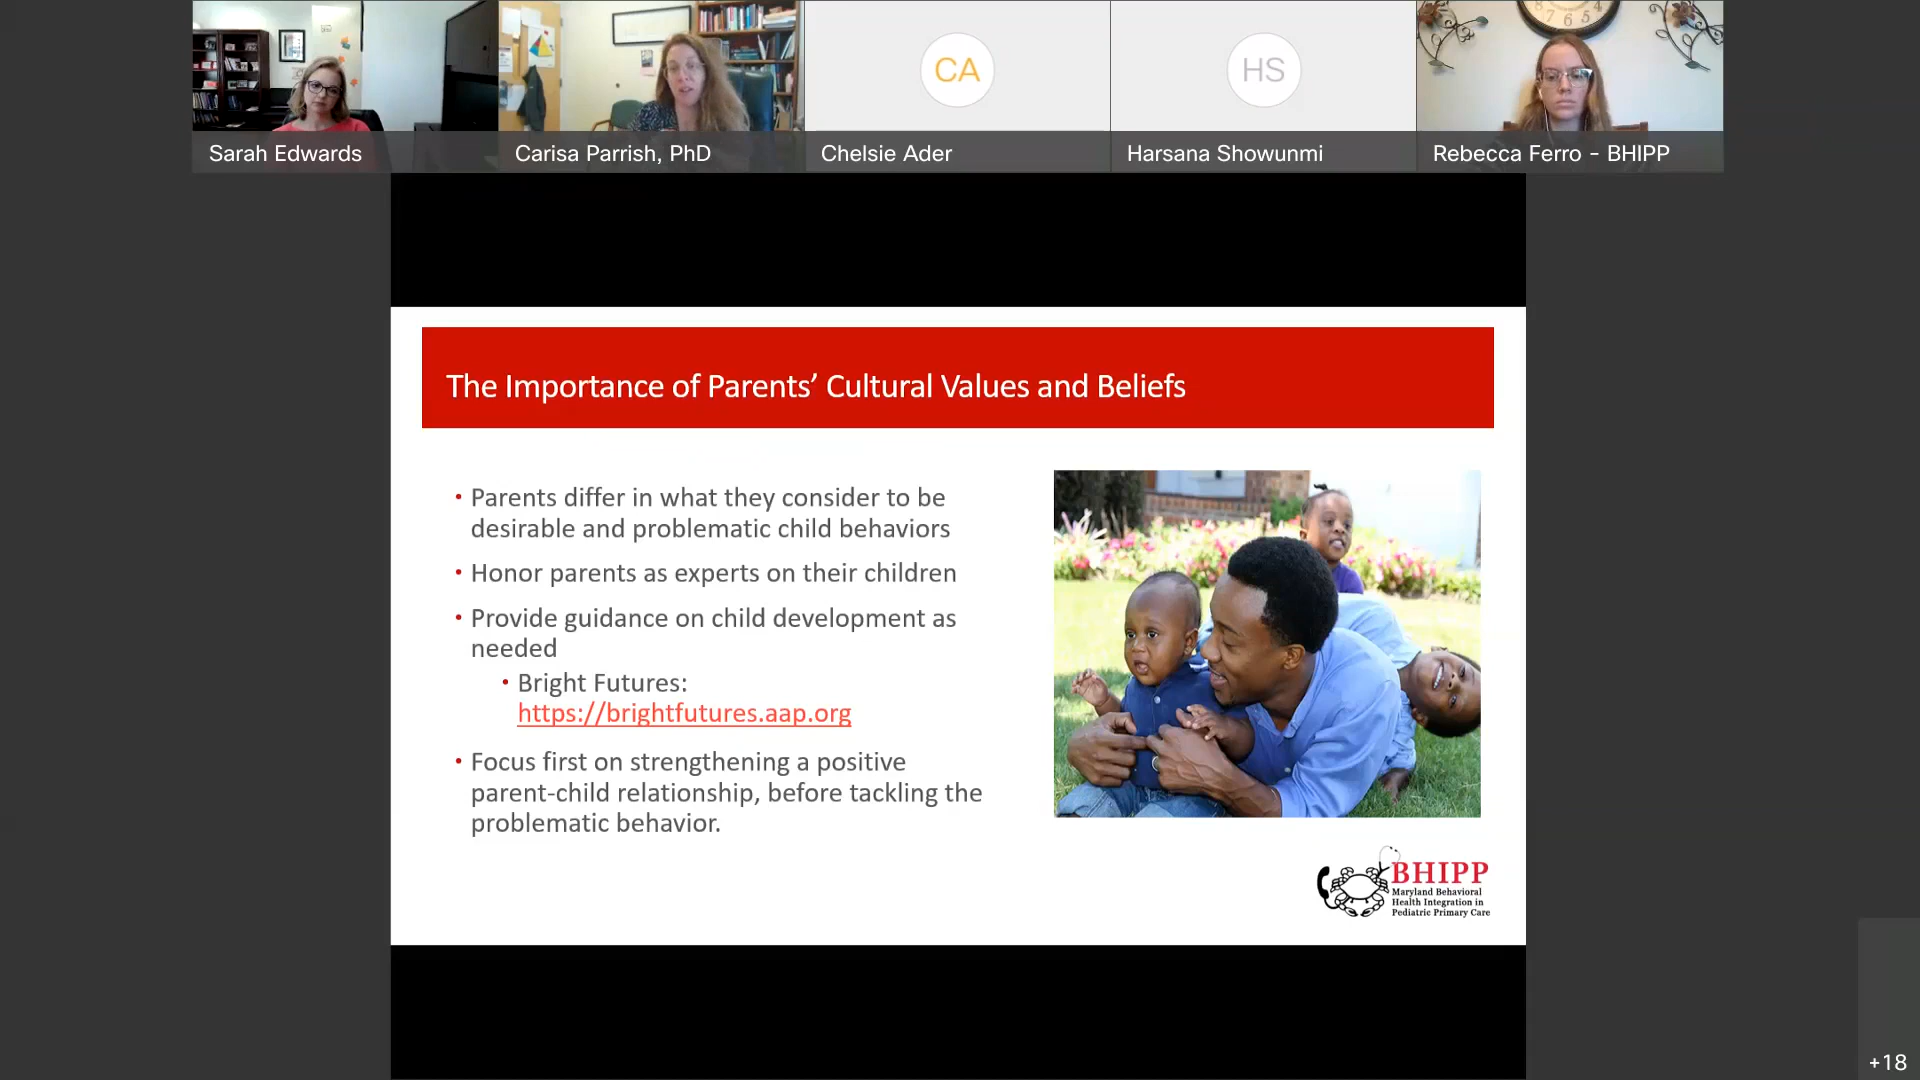 Sarah Edwards
Carisa Parrish, PhD
CA
Chelsie Ader
HS
Harsana Showunmi
Rebecca Ferro - BHIPP
The Importance of Parents’ Cultural Values and Beliefs
• Parents differ in what they consider to be
desirable and problematic child behaviors
• Honor parents as experts on their children
• Provide guidance on child development as
needed
• Bright Futures:
https://brightfutures.aap.org
• Focus first on strengthening a positive
parent-child relationship, before tackling the
problematic behavior.
BHIPP
Maryland Behavioral
Health Integration in
Pediatric Primary Care
+18